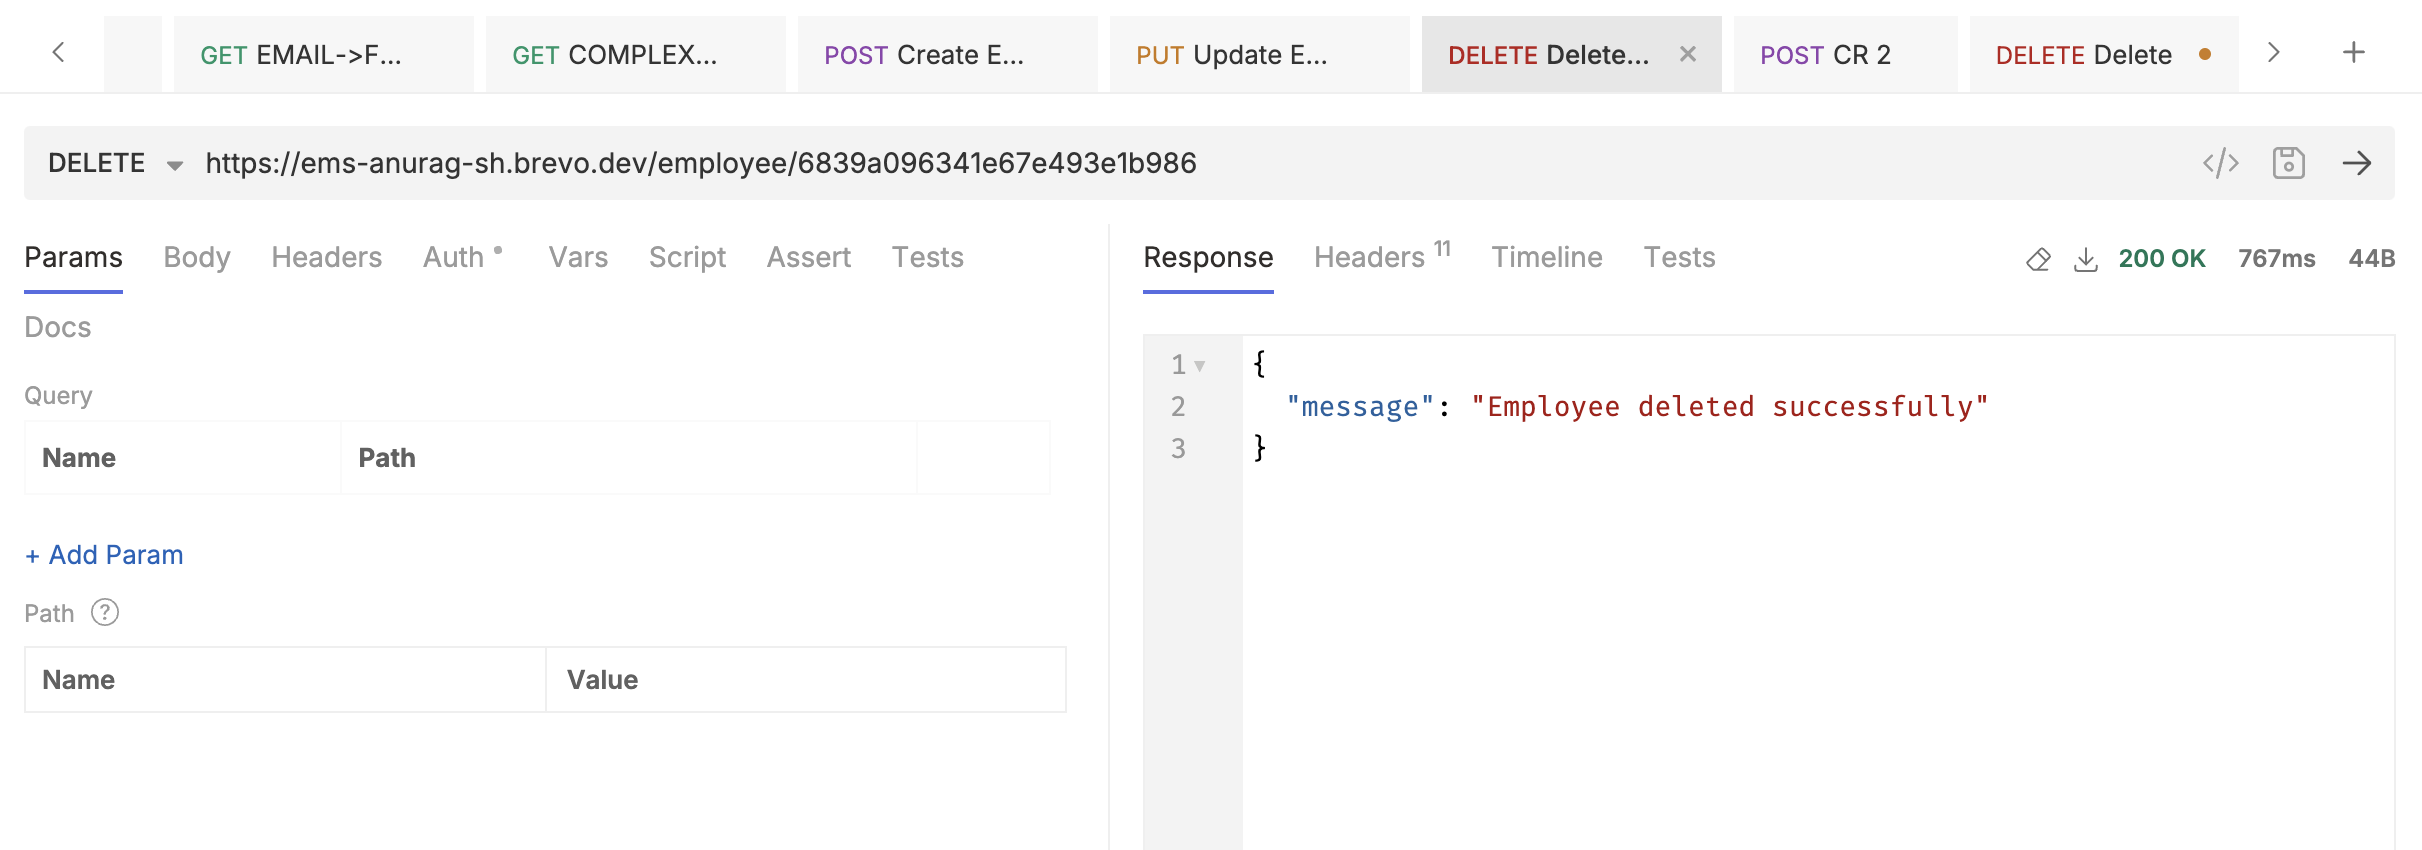 GET EMAIL->F... GET COMPLEX... POST Create E... PUT Update E... DELETE Delete... POST CR 2 DELETE Delete
DELETE https://ems-anurag-sh.brevo.dev/employee/6839a096341e67e493e1b986
Params Body Headers Auth Vars Script Assert Tests
Docs
Query
Name Path
+ Add Param
Path ?
Name Value
Response Headers 11 Timeline Tests 200 OK 767ms 44B
1 {
2 "message": "Employee deleted successfully"
3 }